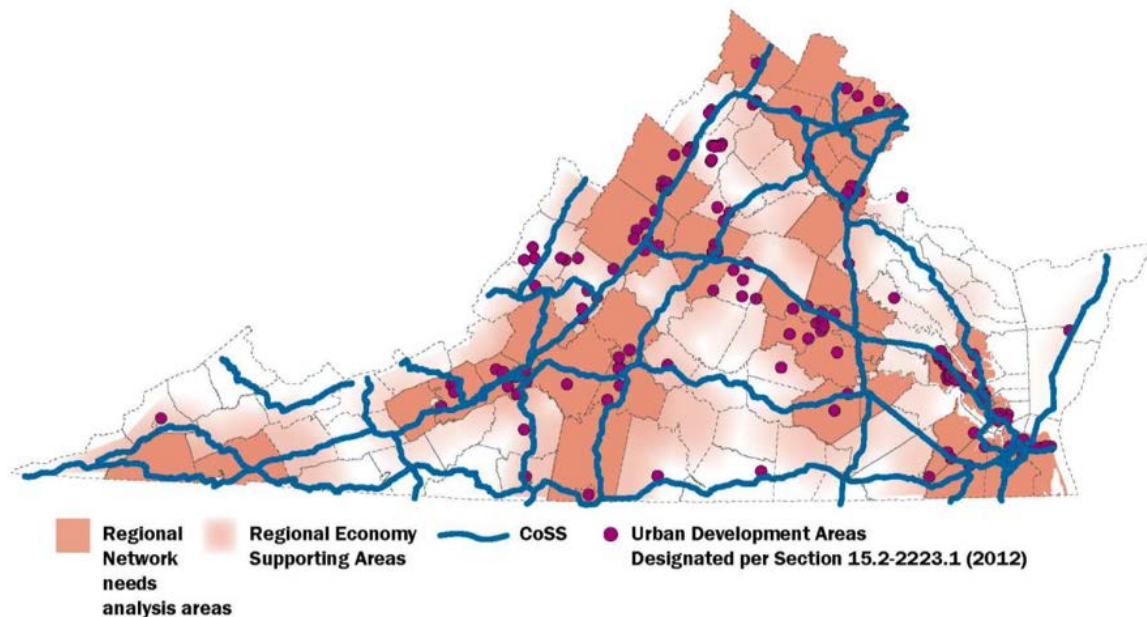 Regional
Network
needs
analysis areas
Regional Economy
Supporting Areas
CoSS
Urban Development Areas
Designated per Section 15.2-2223.1 (2012)